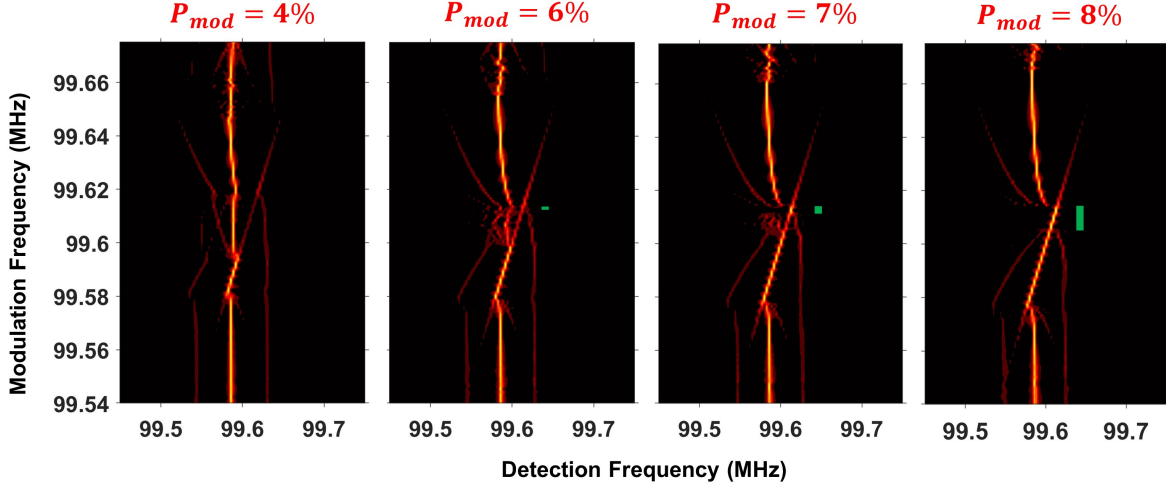 P_mod = 4%
P_mod = 6%
P_mod = 7%
P_mod = 8%
Modulation Frequency (MHz)
99.66
99.64
99.62
99.6
99.58
99.56
99.54
99.5 99.6 99.7
99.5 99.6 99.7
99.5 99.6 99.7
99.5 99.6 99.7
Detection Frequency (MHz)